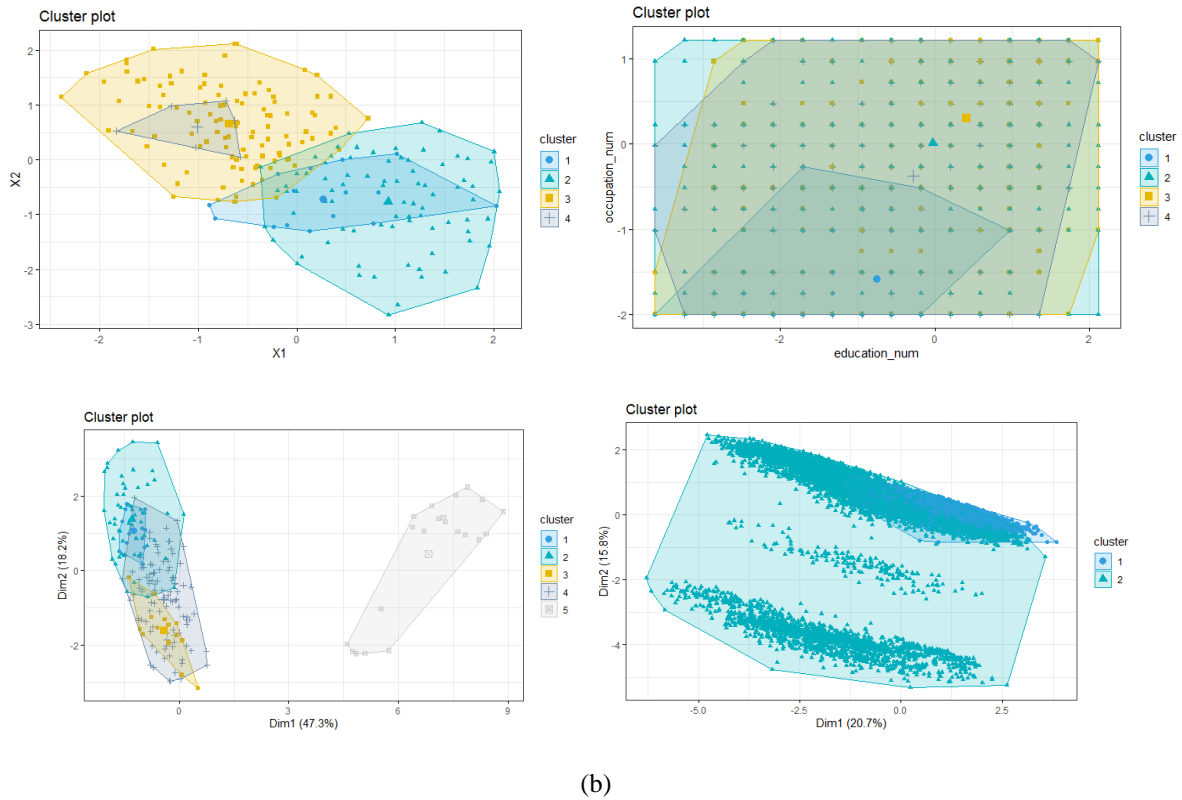 Cluster plot
2
1
0
-1
-2
-3
X2
-2
-1
0
1
2
X1
cluster
1
2
3
4
Cluster plot
1
0
-1
-2
occupation_num
-2
0
2
education_num
cluster
1
2
3
4
Cluster plot
2
0
-2
Dim2 (18.2%)
0
3
6
9
Dim1 (47.3%)
cluster
1
2
3
4
5
Cluster plot
2
0
-2
-4
Dim2 (15.8%)
-5.0
-2.5
0.0
2.5
Dim1 (20.7%)
cluster
1
2
(b)